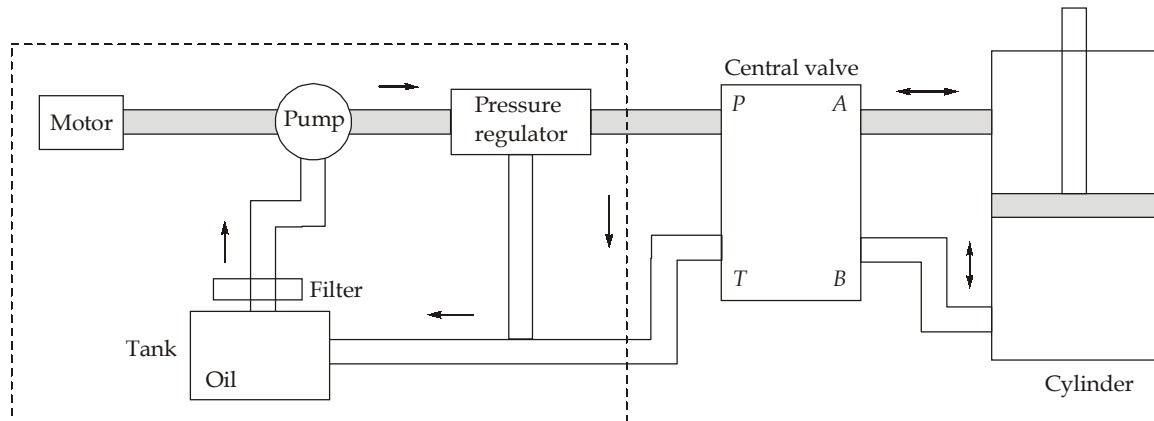 Central valve
Motor
Pump
Pressure
regulator
P
A
T
B
Filter
Tank
Oil
Cylinder